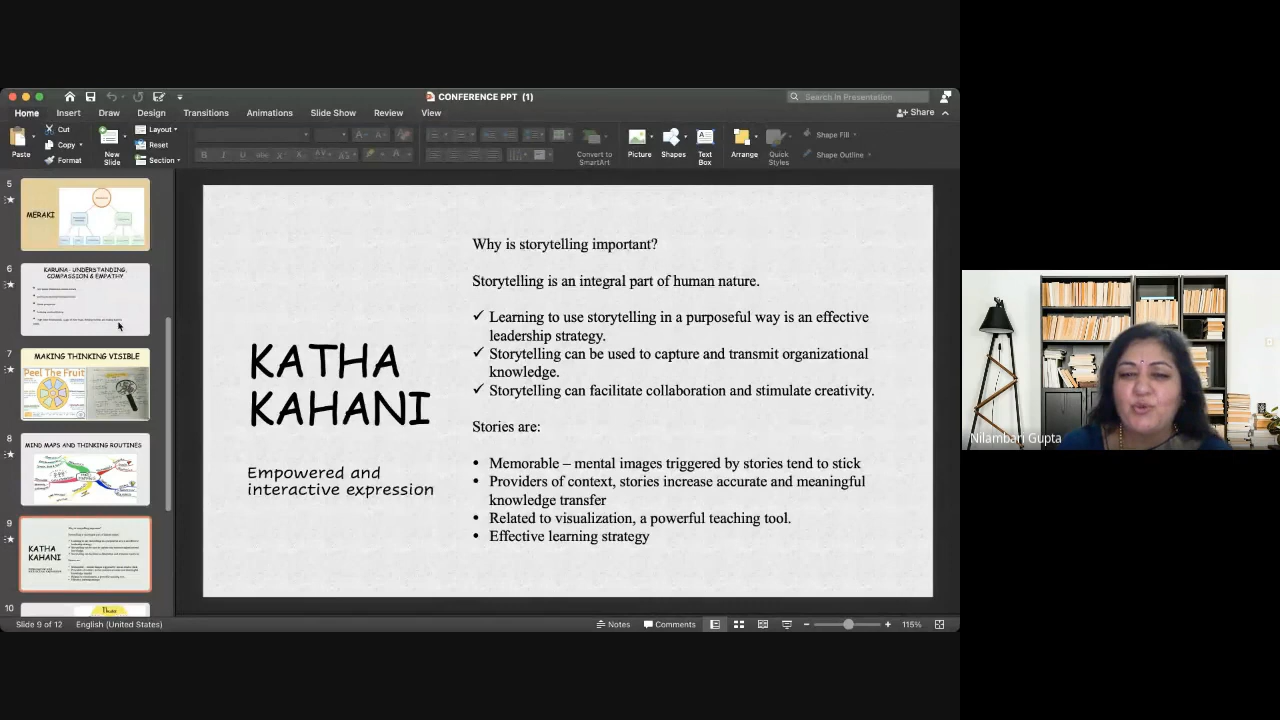 CONFERENCE PPT (1)
Search in Presentation
Home Insert Draw Design Transitions Animations Slide Show Review View
Share
Paste
Cut
Copy
Format
New Slide
Layout
Reset
Section
Convert to SmartArt
Picture
Shapes
Text Box
Arrange
Quick Styles
Shape Fill
Shape Outline
5
MERAKI
6
KARUNA - UNDERSTANDING,
COMPASSION & EMPATHY
7
MAKING THINKING VISIBLE
Peel The Fruit
8
MIND MAPS AND THINKING ROUTINES
9
KATHA
KAHANI
10
KATHA
KAHANI
Empowered and
interactive expression
Why is storytelling important?
Storytelling is an integral part of human nature.
✓ Learning to use storytelling in a purposeful way is an effective
leadership strategy.
✓ Storytelling can be used to capture and transmit organizational
knowledge.
✓ Storytelling can facilitate collaboration and stimulate creativity.
Stories are:
• Memorable – mental images triggered by stories tend to stick
• Providers of context, stories increase accurate and meaningful
knowledge transfer
• Related to visualization, a powerful teaching tool.
• Effective learning strategy
Nilambari Gupta
Slide 9 of 12 English (United States)
Notes Comments 115%